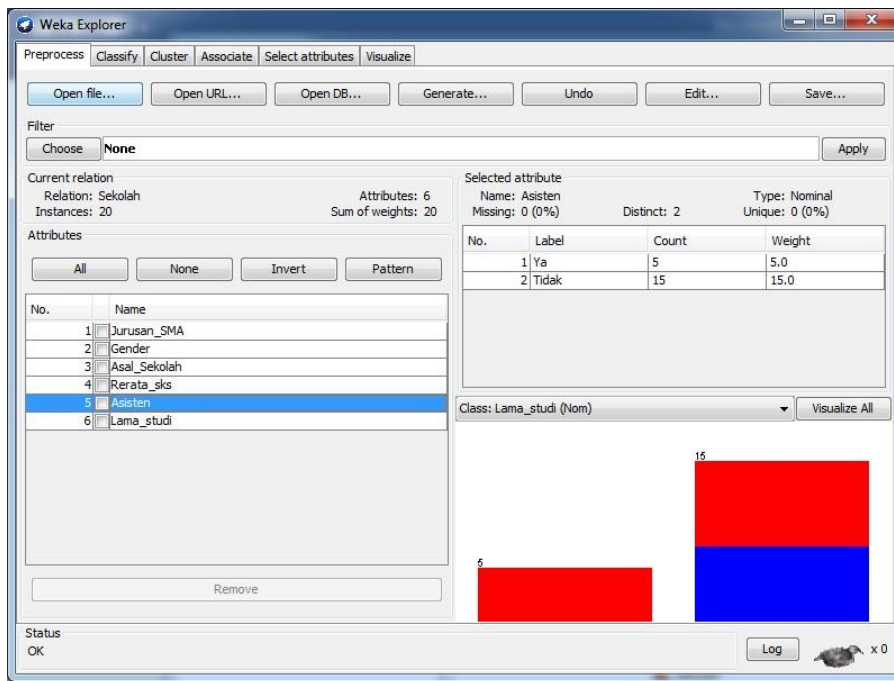 Weka Explorer
Preprocess Classify Cluster Associate Select attributes Visualize
Open file... Open URL... Open DB... Generate... Undo Edit... Save...
Filter
Choose None Apply
Current relation
Relation: Sekolah Attributes: 6
Instances: 20 Sum of weights: 20
Attributes
All None Invert Pattern
No. Name
1 Jurusan_SMA
2 Gender
3 Asal_Sekolah
4 Rerata_sks
5 Asisten
6 Lama_studi
Remove
Selected attribute
Name: Asisten Type: Nominal
Missing: 0 (0%) Distinct: 2 Unique: 0 (0%)
No. Label Count Weight
1 Ya 5 5.0
2 Tidak 15 15.0
Class: Lama_studi (Nom) Visualize All
15
5
Status
OK
Log x 0